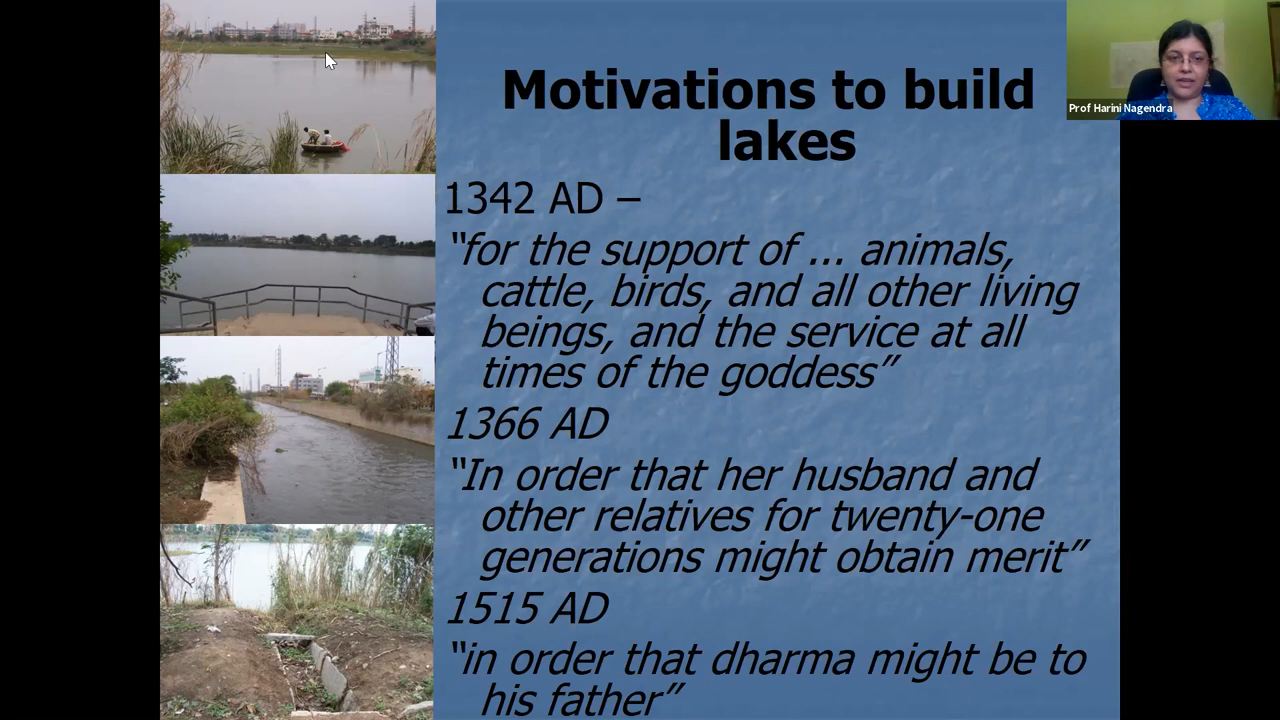 Motivations to build
lakes
1342 AD –
“for the support of ... animals,
cattle, birds, and all other living
beings, and the service at all
times of the goddess”
1366 AD
“In order that her husband and
other relatives for twenty-one
generations might obtain merit”
1515 AD
“in order that dharma might be to
his father”
Prof Harini Nagendra